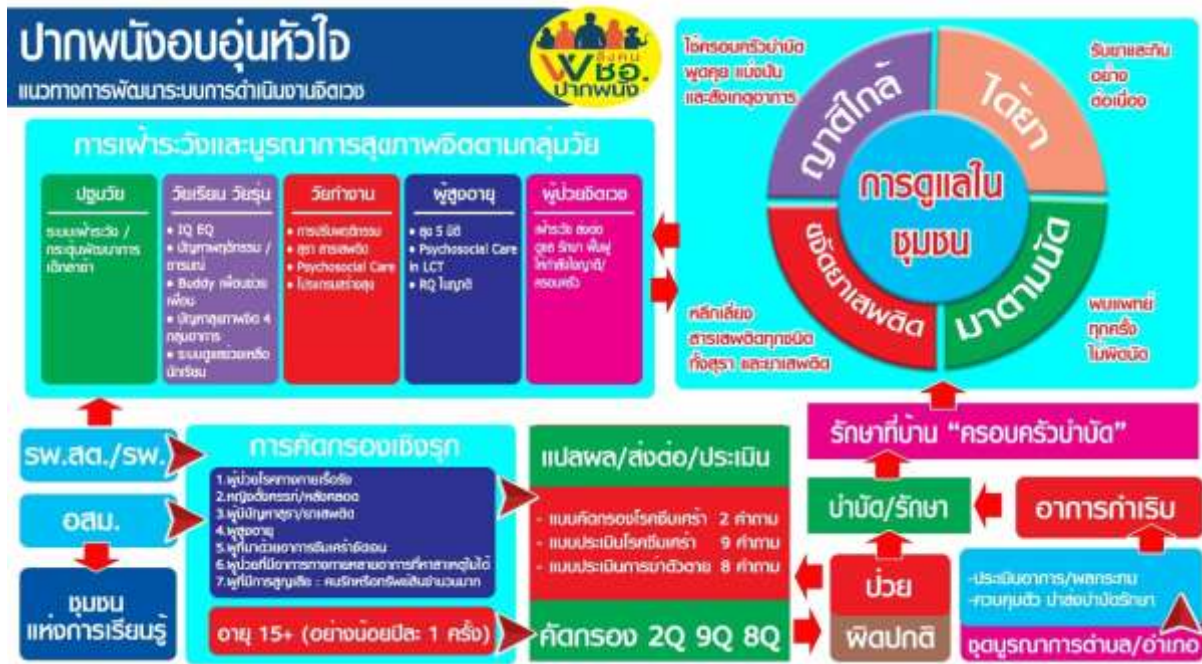 ปากพนังอบอุ่นหัวใจ
แนวทางการพัฒนาระบบการดำเนินงานจิตเวช
พชอ.
ปากพนัง
การเฝ้าระวังและบูรณาการสุขภาพจิตตามกลุ่มวัย
ปฐมวัย
ระบบเฝ้าระวัง /
กระตุ้นพัฒนาการ
เด็กล่าช้า
วัยเรียน วัยรุ่น
• IQ EQ
• ปัญหาพฤติกรรม /
อารมณ์
• Buddy เพื่อนช่วย
เพื่อน
• ปัญหาสุขภาพจิต 4
กลุ่มอาการ
• ระบบดูแลช่วยเหลือ
นักเรียน
วัยทำงาน
• การปรับพฤติกรรม
• สุรา สารเสพติด
• Psychosocial Care
• โปรแกรมสร้างสุข
ผู้สูงอายุ
• สุข 5 มิติ
• Psychosocial Care
in LCT
• RQ ในญาติ
ผู้ป่วยจิตเวช
เฝ้าระวัง ส่งต่อ
ดูแล รักษา ฟื้นฟู
ให้กำลังใจญาติ/
ครอบครัว
ใช้ครอบครัวบำบัด
พูดคุย แบ่งปัน
และสังเกตอาการ
รับยาและกิน
อย่าง
ต่อเนื่อง
ญาติใกล้
ได้ยา
การดูแลใน
ชุมชน
ขจัดยาเสพติด
มาตามนัด
หลีกเลี่ยง
สารเสพติดทุกชนิด
ทั้งสุรา และยาเสพติด
พบแพทย์
ทุกครั้ง
ไม่ผิดนัด
รพ.สต./รพ.
อสม.
ชุมชน
แห่งการเรียนรู้
การคัดกรองเชิงรุก
1.ผู้ป่วยโรคทางกายเรื้อรัง
2.หญิงตั้งครรภ์/หลังคลอด
3.ผู้มีปัญหาสุรา/ยาเสพติด
4.ผู้สูงอายุ
5.ผู้ที่มาด้วยอาการซึมเศร้าชัดเจน
6.ผู้ป่วยที่มีอาการทางกายหลายอาการที่หาสาเหตุไม่ได้
7.ผู้ที่มีการสูญเสีย : คนรักหรือทรัพย์สินจำนวนมาก
อายุ 15+ (อย่างน้อยปีละ 1 ครั้ง)
แปลผล/ส่งต่อ/ประเมิน
- แบบคัดกรองโรคซึมเศร้า 2 คำถาม
- แบบประเมินโรคซึมเศร้า 9 คำถาม
- แบบประเมินการฆ่าตัวตาย 8 คำถาม
คัดกรอง 2Q 9Q 8Q
รักษาที่บ้าน “ครอบครัวบำบัด”
บำบัด/รักษา
อาการกำเริบ
ป่วย
ผิดปกติ
-ประเมินอาการ/ผลกระทบ
-ควบคุมตัว นำส่งบำบัดรักษา
ชุดบูรณาการตำบล/อำเภอ